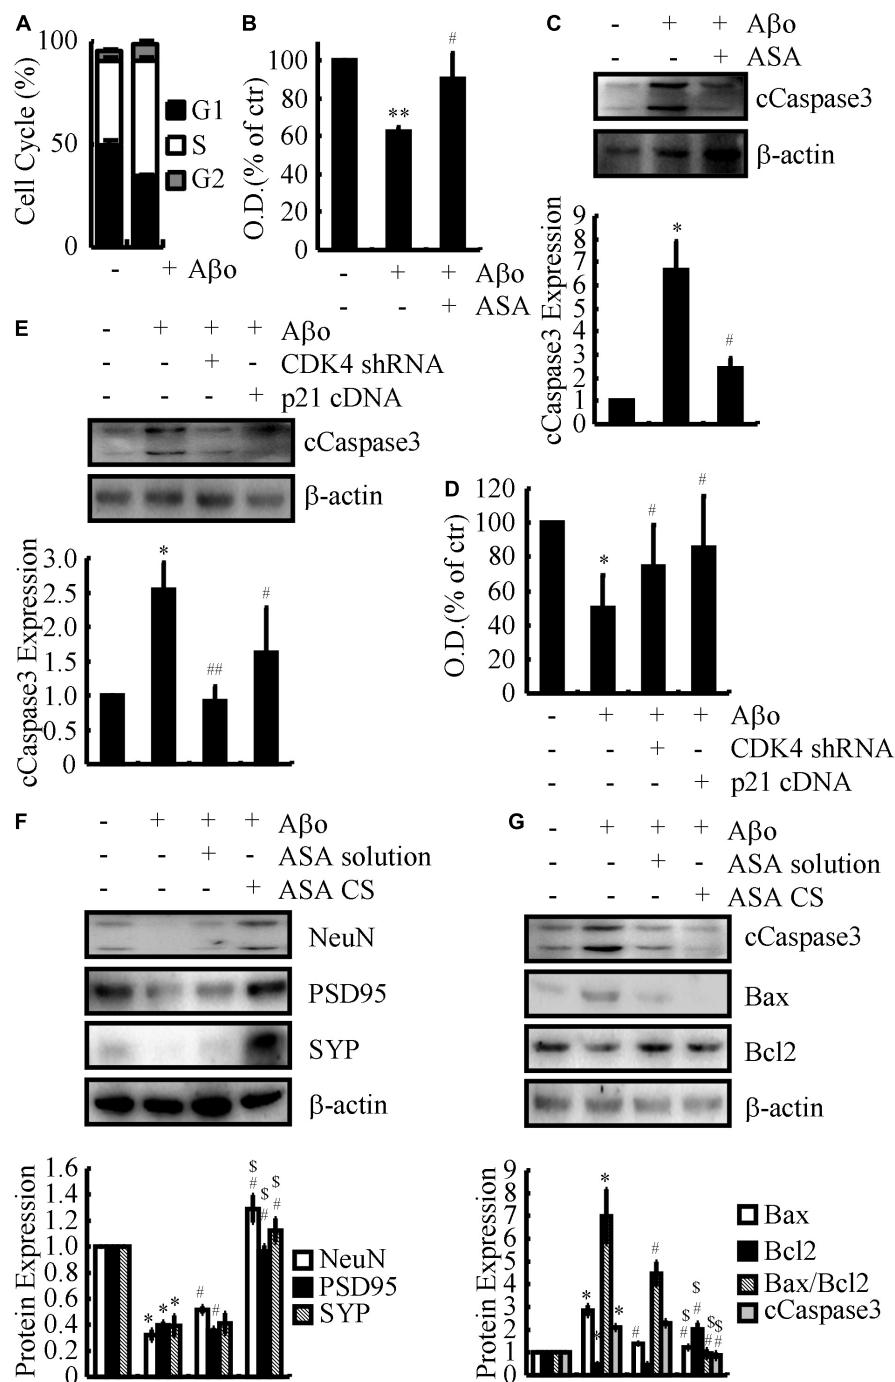 A
Cell Cycle (%)
100
50
0
G1
S
G2
- + Aβo
B
O.D.(% of ctr)
100
80
60
40
20
0
**
#
- + + Aβo
- - + ASA
C
- + + Aβo
- - + ASA
cCaspase3
β-actin
cCaspase3 Expression
9
8
7
6
5
4
3
2
1
0
*
#
E
- + + + Aβo
- - + - CDK4 shRNA
- - - + p21 cDNA
cCaspase3
β-actin
cCaspase3 Expression
3.0
2.5
2.0
1.5
1.0
0.5
0
*
##
#
D
O.D.(% of ctr)
120
100
80
60
40
20
0
*
#
#
- + + + Aβo
- - + - CDK4 shRNA
- - - + p21 cDNA
F
- + + + Aβo
- - + - ASA solution
- - - + ASA CS
NeuN
PSD95
SYP
β-actin
Protein Expression
1.6
1.4
1.2
1.0
0.8
0.6
0.4
0.2
0
* * *
# #
$ $ $
# # #
NeuN
PSD95
SYP
G
- + + + Aβo
- - + - ASA solution
- - - + ASA CS
cCaspase3
Bax
Bcl2
β-actin
Protein Expression
9
8
7
6
5
4
3
2
1
0
* * * *
# #
$ $ $ $
# # # #
Bax
Bcl2
Bax/Bcl2
cCaspase3